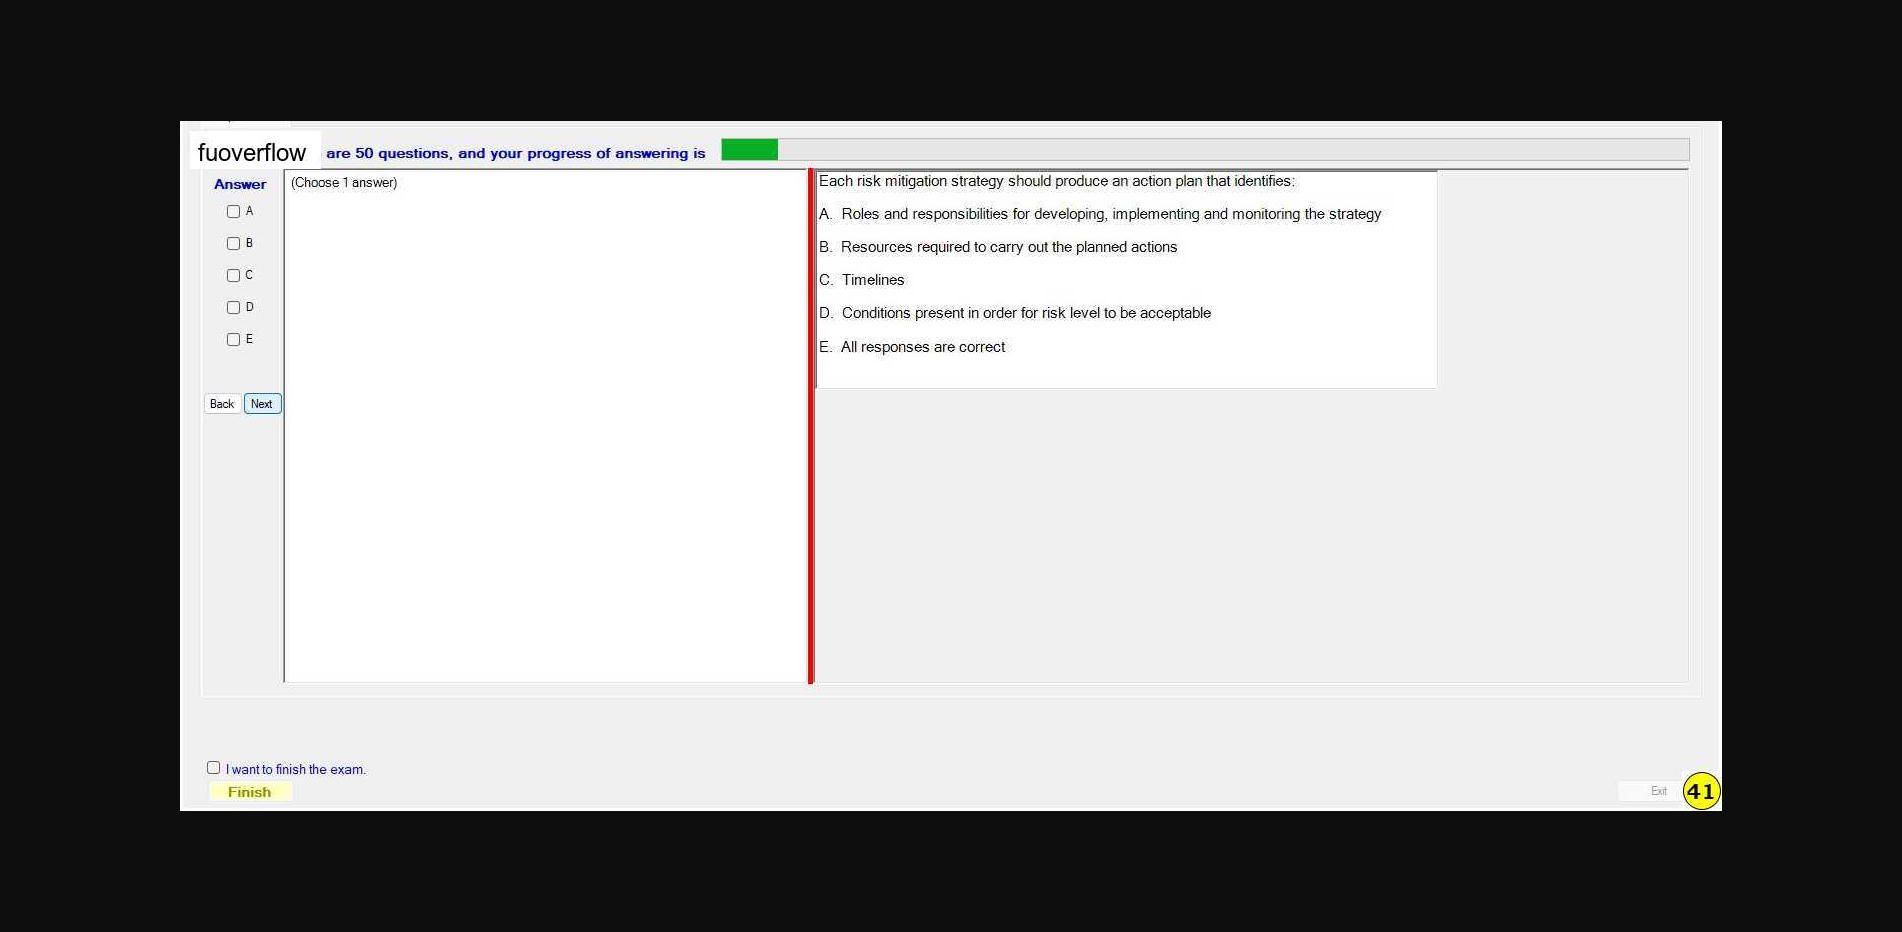 fuoverflow are 50 questions, and your progress of answering is
Answer
A
B
C
D
E
Back Next
(Choose 1 answer)
Each risk mitigation strategy should produce an action plan that identifies:
A. Roles and responsibilities for developing, implementing and monitoring the strategy
B. Resources required to carry out the planned actions
C. Timelines
D. Conditions present in order for risk level to be acceptable
E. All responses are correct
I want to finish the exam.
Finish
Exit
41